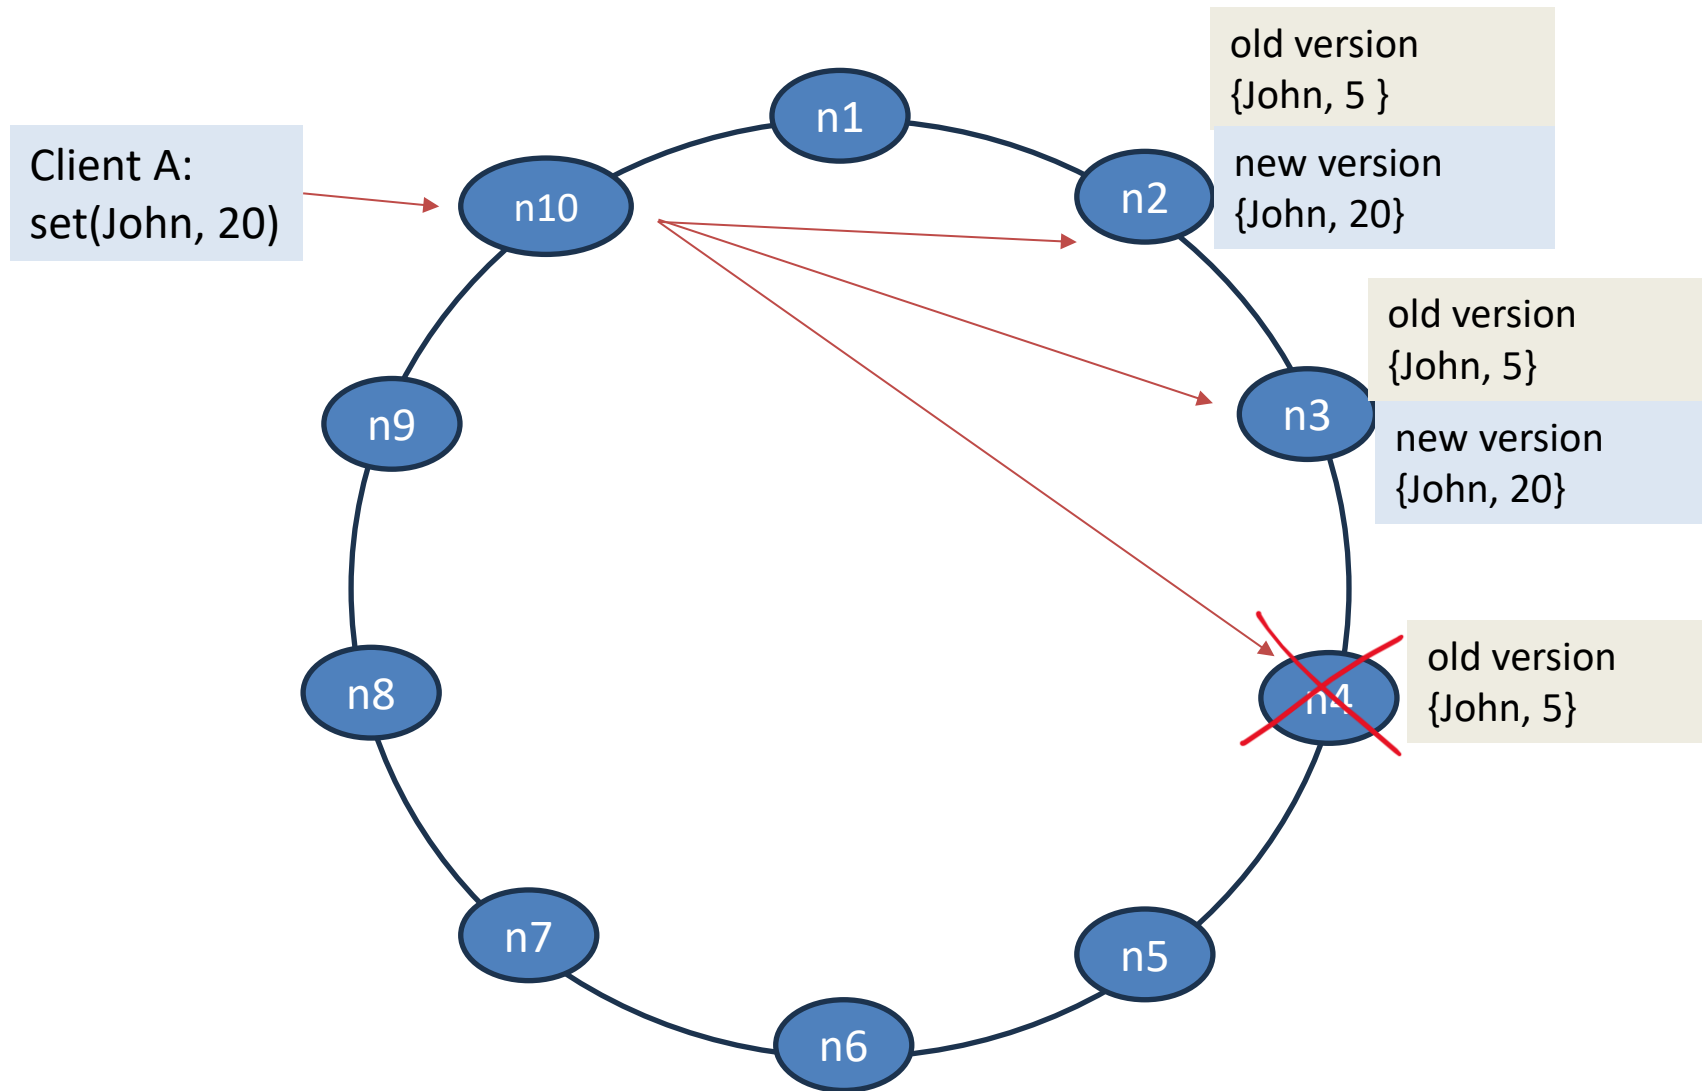 old version
{John, 5 }
n1
Client A:
set(John, 20)
new version
{John, 20}
n10
n2
old version
{John, 5}
n9
n3
new version
{John, 20}
n8
n4
old version
{John, 5}
n7
n5
n6